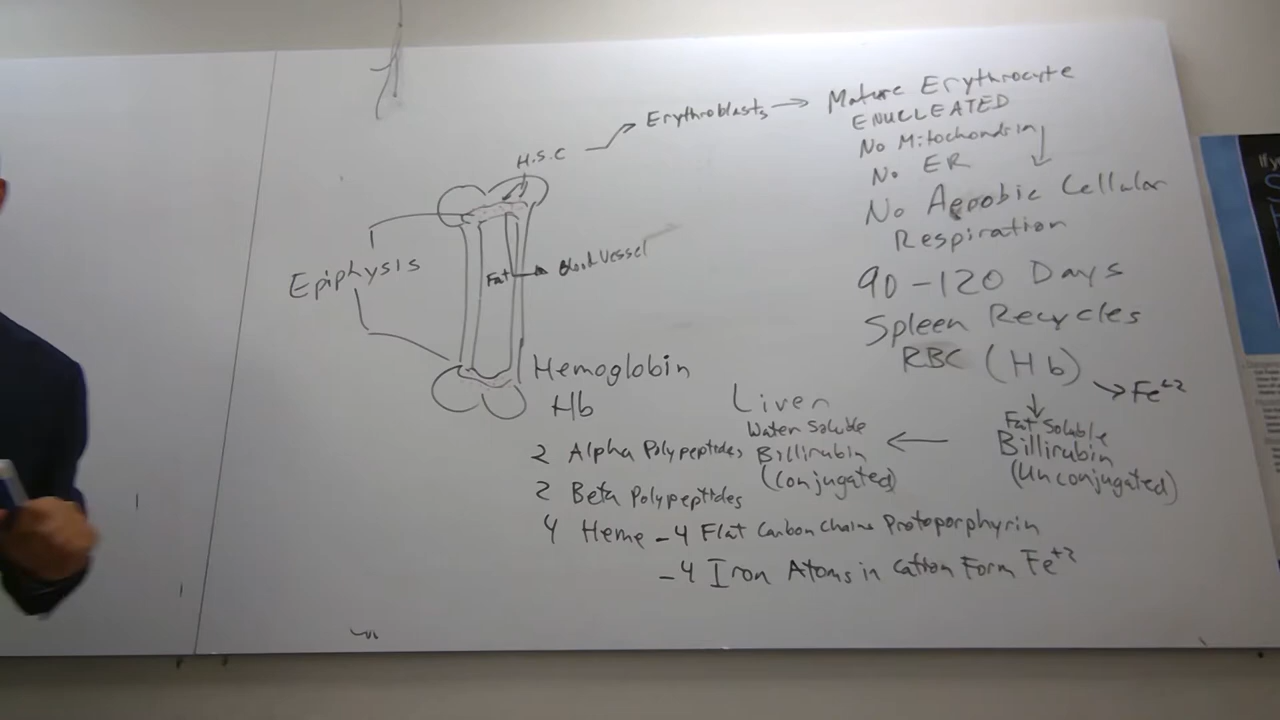 H.S.C
Erythroblasts
Mature Erythrocyte
ENUCLEATED
No Mitochondria
No ER
No Aerobic Cellular
Respiration
90-120 Days
Spleen Recycles
RBC (Hb)
Fe+2
Fat Soluble
Billirubin
(Unconjugated)
Liver
Water Soluble
Billirubin
(Conjugated)
Epiphysis
Fat
Blood Vessel
Hemoglobin
Hb
2 Alpha Polypeptides
2 Beta Polypeptides
4 Heme - 4 Flat Carbon Chains Protoporphyrin
- 4 Iron Atoms in Cation Form Fe+2